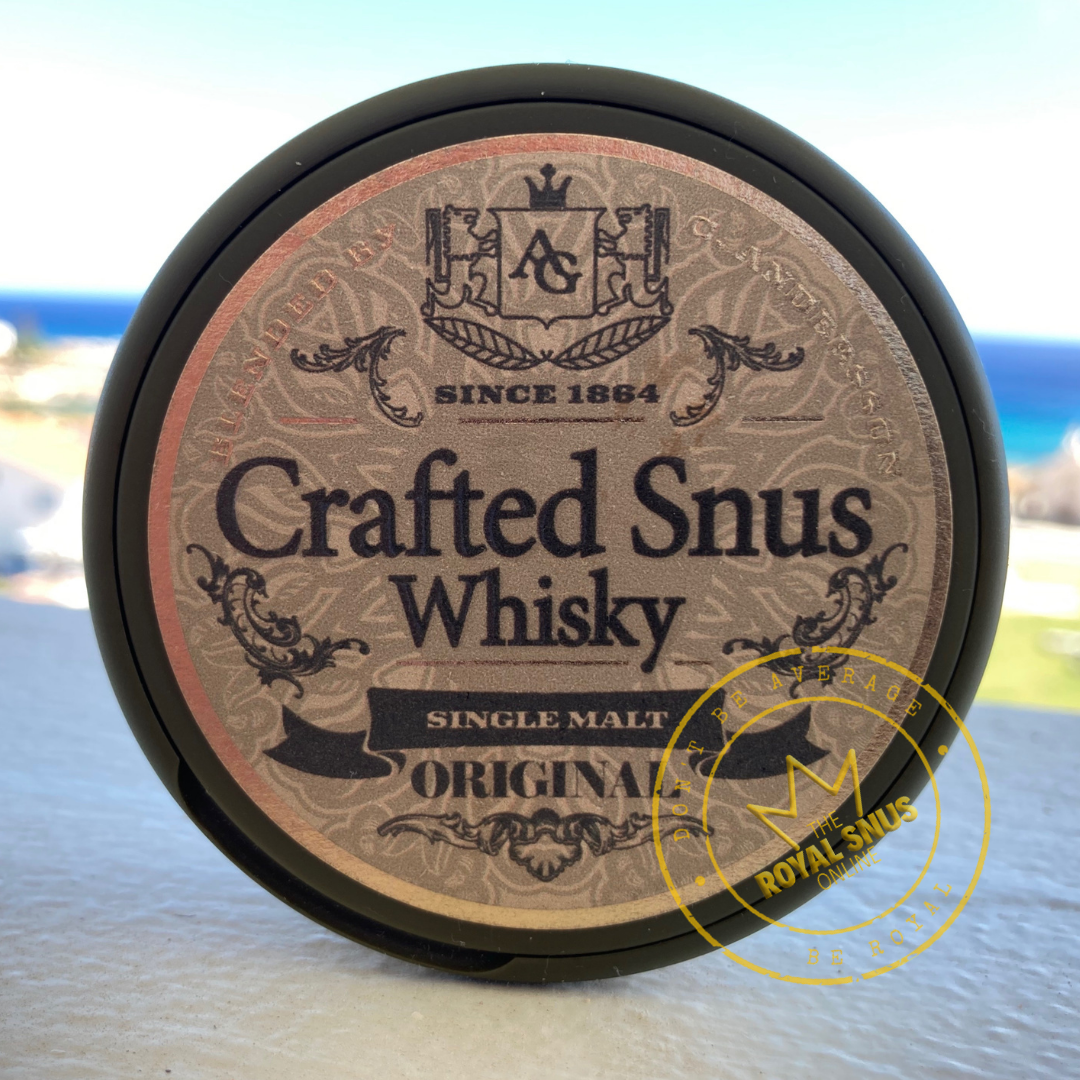 BLENDED BY
AG
SINCE 1864
Crafted Snus
Whisky
SINGLE MALT
ORIGINAL
DON'T BE AVERAGE
THE
ROYAL SNUS
ONLINE
BE ROYAL